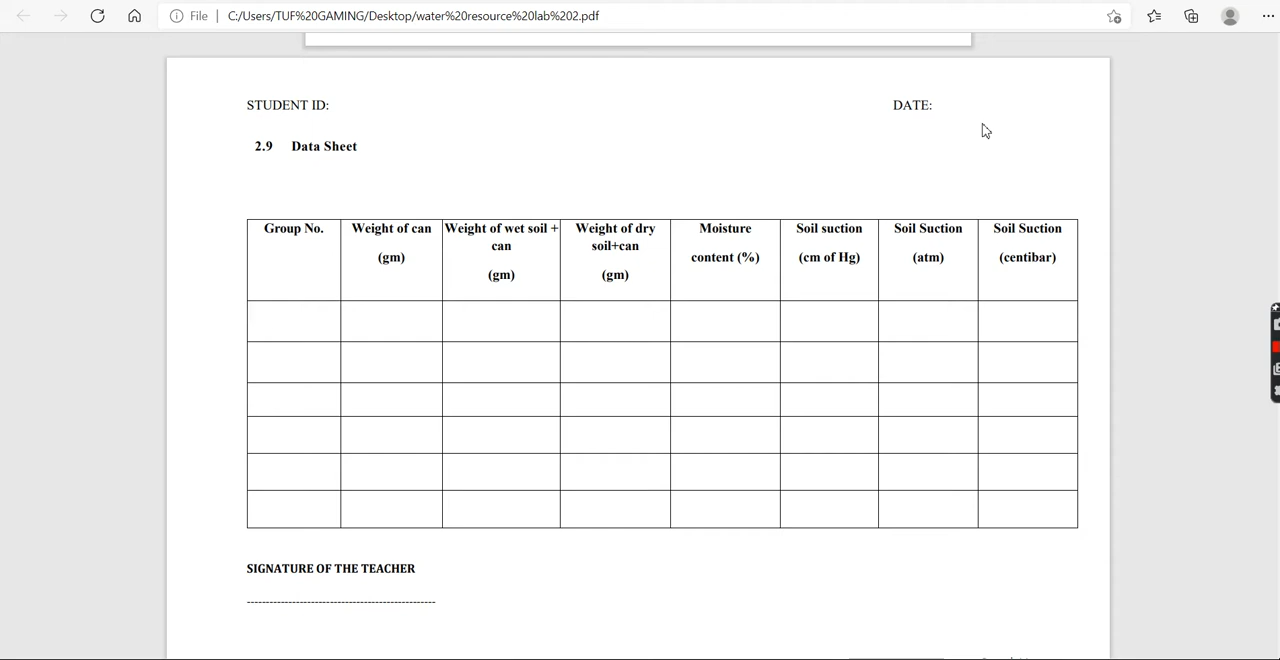 File | C:/Users/TUF%20GAMING/Desktop/water%20resource%20lab%202.pdf
STUDENT ID: DATE:
2.9 Data Sheet
Group No. Weight of can Weight of wet soil + Weight of dry Moisture Soil suction Soil Suction Soil Suction
can soil+can
(gm) content (%) (cm of Hg) (atm) (centibar)
(gm) (gm)
SIGNATURE OF THE TEACHER